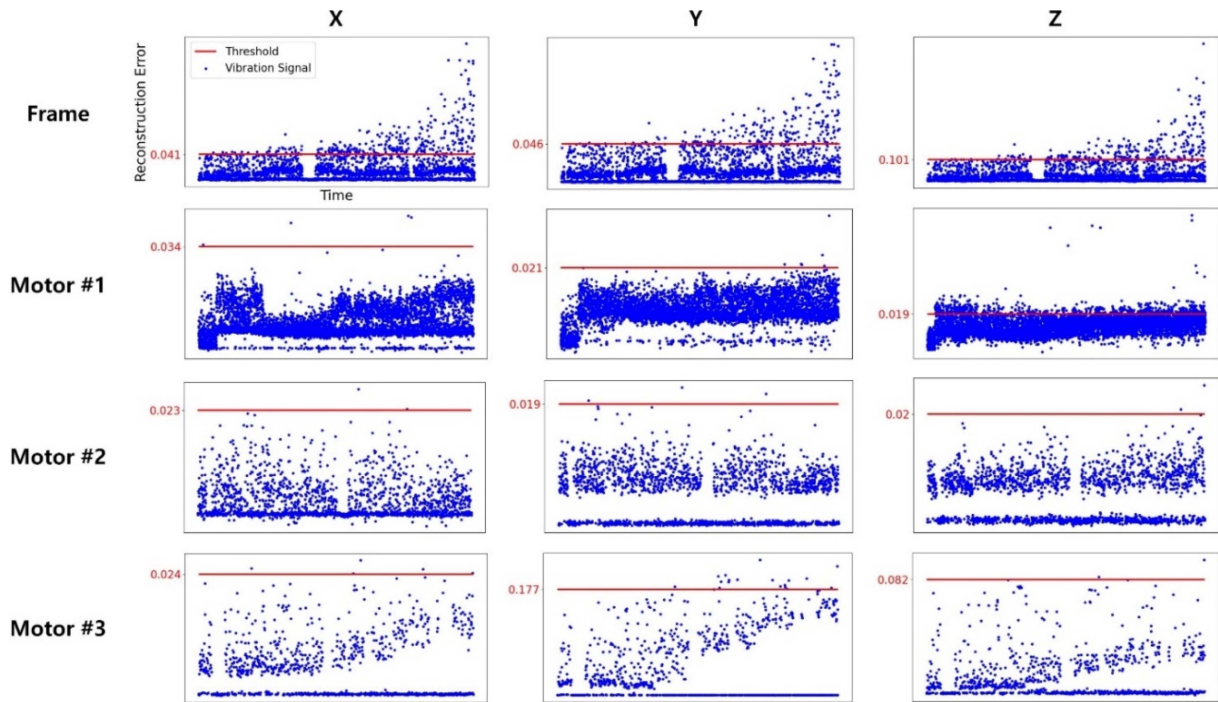 X Y Z
Frame
Reconstruction Error
Threshold
Vibration Signal
0.041
Time
0.046
0.101
Motor #1
0.034
0.021
0.019
Motor #2
0.023
0.019
0.02
Motor #3
0.024
0.177
0.082